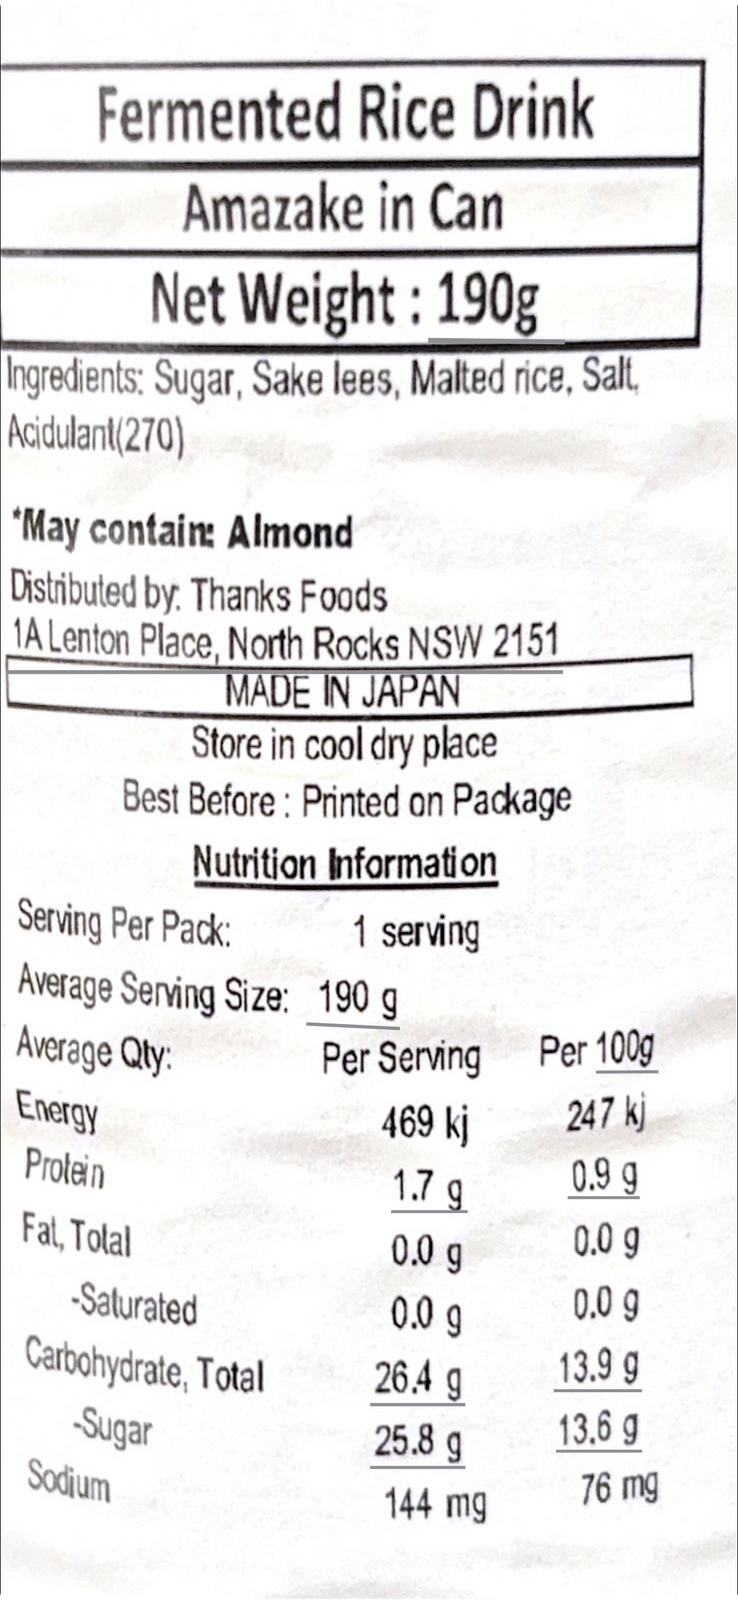 Fermented Rice Drink
Amazake in Can
Net Weight : 190g
Ingredients: Sugar, Sake lees, Malted rice, Salt,
Acidulant(270)
*May contain: Almond
Distributed by: Thanks Foods
1A Lenton Place, North Rocks NSW 2151
MADE IN JAPAN
Store in cool dry place
Best Before : Printed on Package
Nutrition Information
Serving Per Pack: 1 serving
Average Serving Size: 190 g
Average Qty: Per Serving Per 100g
Energy 469 kj 247 kj
Protein 1.7 g 0.9 g
Fat, Total 0.0 g 0.0 g
-Saturated 0.0 g 0.0 g
Carbohydrate, Total 26.4 g 13.9 g
-Sugar 25.8 g 13.6 g
Sodium 144 mg 76 mg